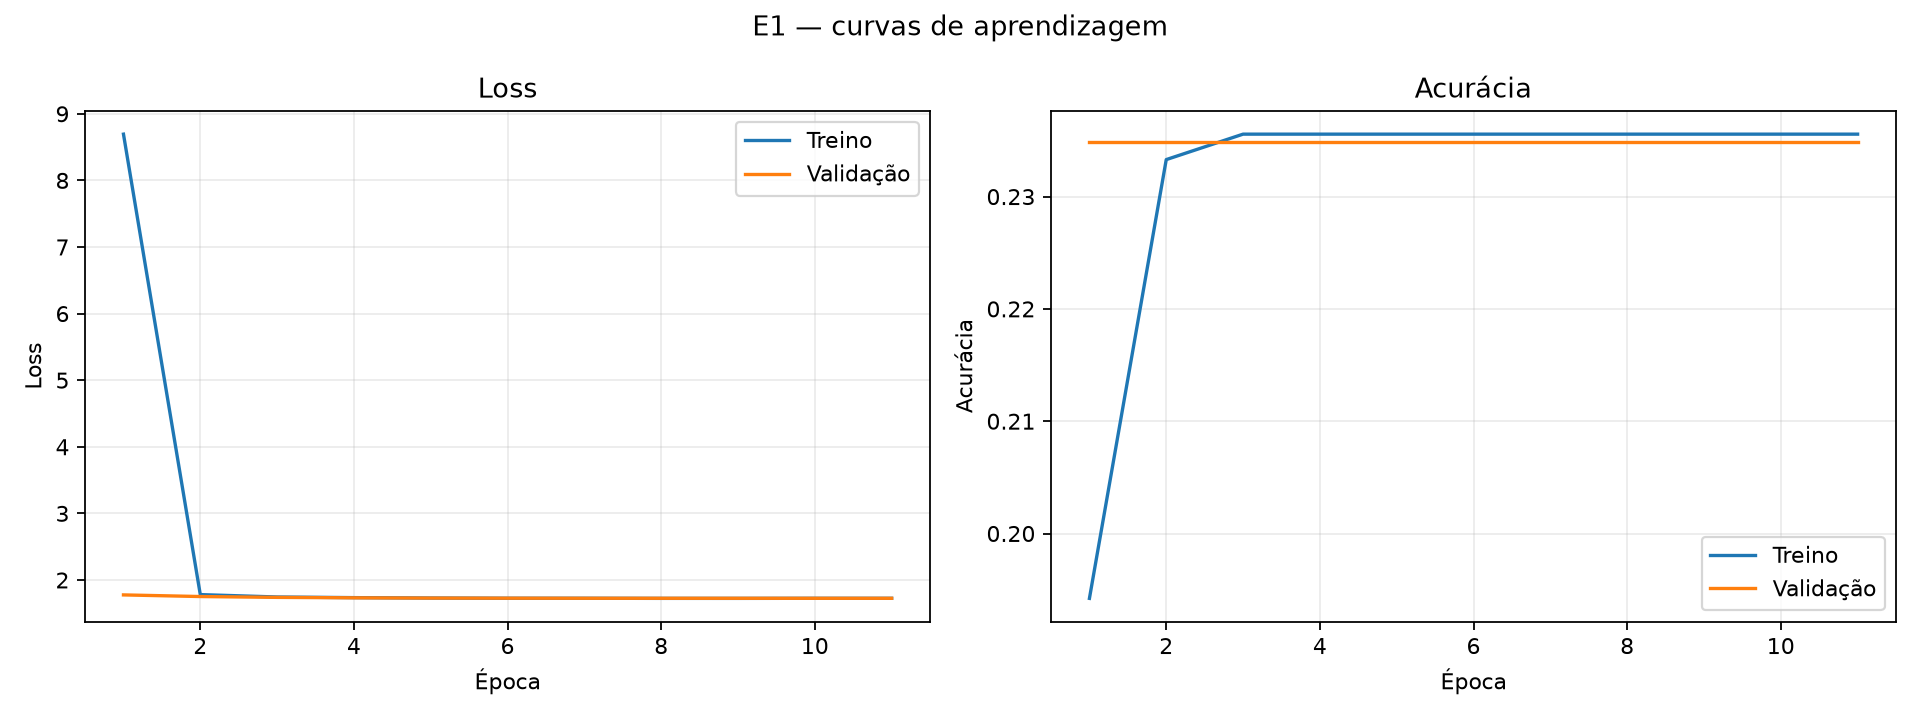 E1 — curvas de aprendizagem
Loss
9
8
7
6
5
4
3
2
Loss
2
4
6
8
10
Época
Treino
Validação
Acurácia
0.23
0.22
0.21
0.20
Acurácia
2
4
6
8
10
Época
Treino
Validação